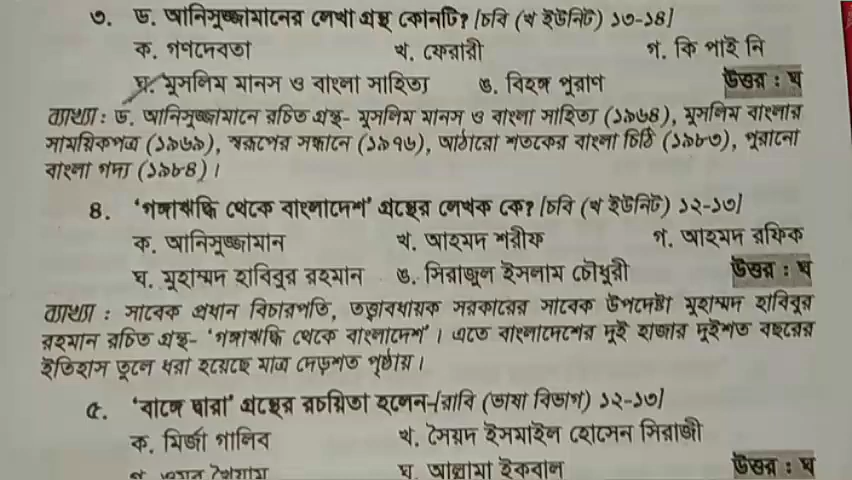 ৩. ড. আনিসুজ্জামানের লেখা গ্রন্থ কোনটি? [চবি (খ ইউনিট) ১৩-১৪]
ক. গণদেবতা খ. ফেরারী গ. কি পাই নি
ঘ. মুসলিম মানস ও বাংলা সাহিত্য ঙ. বিহঙ্গ পুরাণ উত্তর : ঘ
ব্যাখ্যা : ড. আনিসুজ্জামানে রচিত গ্রন্থ- মুসলিম মানস ও বাংলা সাহিত্য (১৯৬৪), মুসলিম বাংলার
সাময়িকপত্র (১৯৬৯), স্বরূপের সন্ধানে (১৯৭৬), আঠারো শতকের বাংলা চিঠি (১৯৮৩), পুরানো
বাংলা গদ্য (১৯৮৪)।
৪. ‘গঙ্গাঋদ্ধি থেকে বাংলাদেশ’ গ্রন্থের লেখক কে? [চবি (খ ইউনিট) ১২-১৩]
ক. আনিসুজ্জামান খ. আহমদ শরীফ গ. আহমদ রফিক
ঘ. মুহাম্মদ হাবিবুর রহমান ঙ. সিরাজুল ইসলাম চৌধুরী উত্তর : ঘ
ব্যাখ্যা : সাবেক প্রধান বিচারপতি, তত্ত্বাবধায়ক সরকারের সাবেক উপদেষ্টা মুহাম্মদ হাবিবুর
রহমান রচিত গ্রন্থ- ‘গঙ্গাঋদ্ধি থেকে বাংলাদেশ’। এতে বাংলাদেশের দুই হাজার দুইশত বছরের
ইতিহাস তুলে ধরা হয়েছে মাত্র দেড়শত পৃষ্ঠায়।
৫. ‘বাঙ্গে দ্বারা’ গ্রন্থের রচয়িতা হলেন-[রাবি (ভাষা বিভাগ) ১২-১৩]
ক. মির্জা গালিব খ. সৈয়দ ইসমাইল হোসেন সিরাজী
ঘ. আল্লামা ইকবাল উত্তর : ঘ